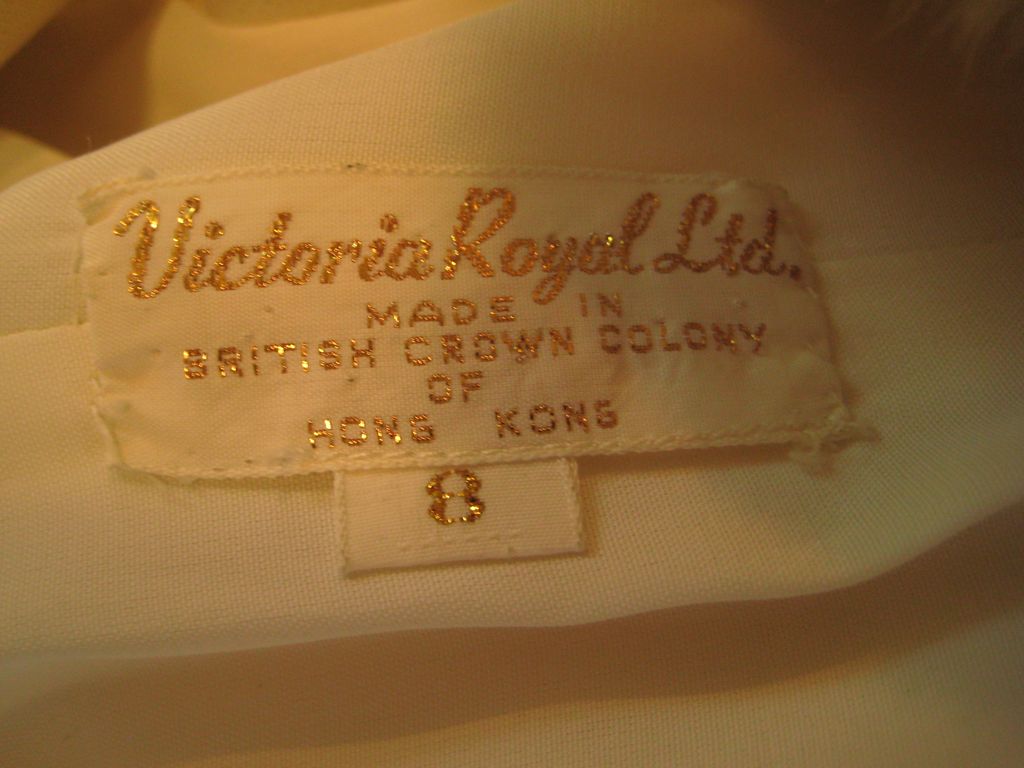 Victoria Royal Ltd.
MADE IN
BRITISH CROWN COLONY
OF
HONG KONG
8